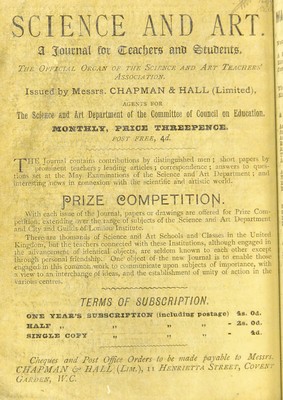 SCIENCE AND ART.
A Journal for Teachers and Students.
THE OFFICIAL ORGAN OF THE SCIENCE AND ART TEACHERS'
ASSOCIATION.
Issued by Messrs. CHAPMAN & HALL (Limited),
AGENTS FOR
The Science and Art Department of the Committee of Council on Education.
MONTHLY, PRICE THREEPENCE.
POST FREE, 4d.
THE Journal contains contributions by distinguished men; short papers by
prominent teachers; leading articles; correspondence; answers to ques-
tions set at the May Examinations of the Science and Art Department; and
interesting news in connexion with the scientific and artistic world.
PRIZE COMPETITION.
With each issue of the Journal, papers or drawings are offered for Prize Com-
petition, extending over the range of subjects of the Science and Art Department
and City and Guilds of London Institute.
There are thousands of Science and Art Schools and Classes in the United
Kingdom, but the teachers connected with these Institutions, although engaged in
the advancement of identical objects, are seldom known to each other except
through personal friendship. One object of the new Journal is to enable those
engaged in this common work to communicate upon subjects of importance, with
a view to an interchange of ideas, and the establishment of unity of action in the
various centres.
TERMS OF SUBSCRIPTION.
ONE YEAR'S SUBSCRIPTION (including postage) 4s. 0d.
HALF " " " 2s. 0d.
SINGLE COPY " " 4d.
Cheques and Post Office Orders to be made payable to Messrs.
CHAPMAN & HALL (LIM.), 11 HENRIETTA STREET, COVENT
GARDEN, W.C.